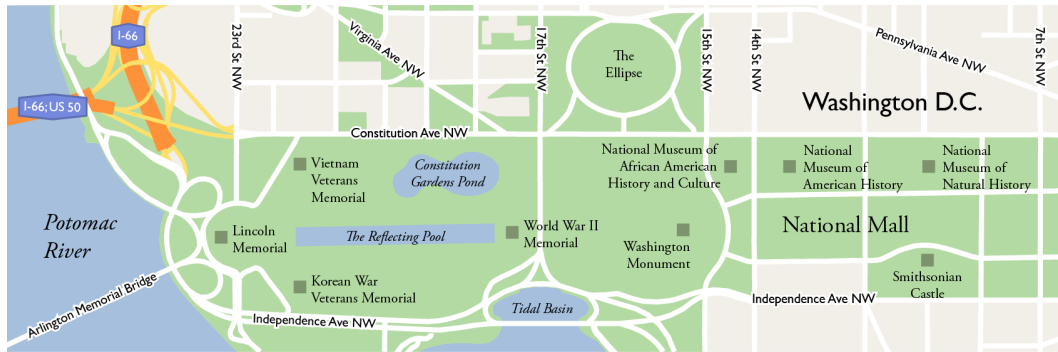 I-66
I-66; US 50
23rd St NW
Virginia Ave NW
17th St NW
The
Ellipse
15th St NW
14th St NW
Pennsylvania Ave NW
7th St NW
Washington D.C.
Constitution Ave NW
Vietnam
Veterans
Memorial
Constitution
Gardens Pond
National Museum of
African American
History and Culture
National
Museum of
American History
National
Museum of
Natural History
Potomac
River
Lincoln
Memorial
The Reflecting Pool
World War II
Memorial
Washington
Monument
National Mall
Korean War
Veterans Memorial
Smithsonian
Castle
Arlington Memorial Bridge
Independence Ave NW
Tidal Basin
Independence Ave NW